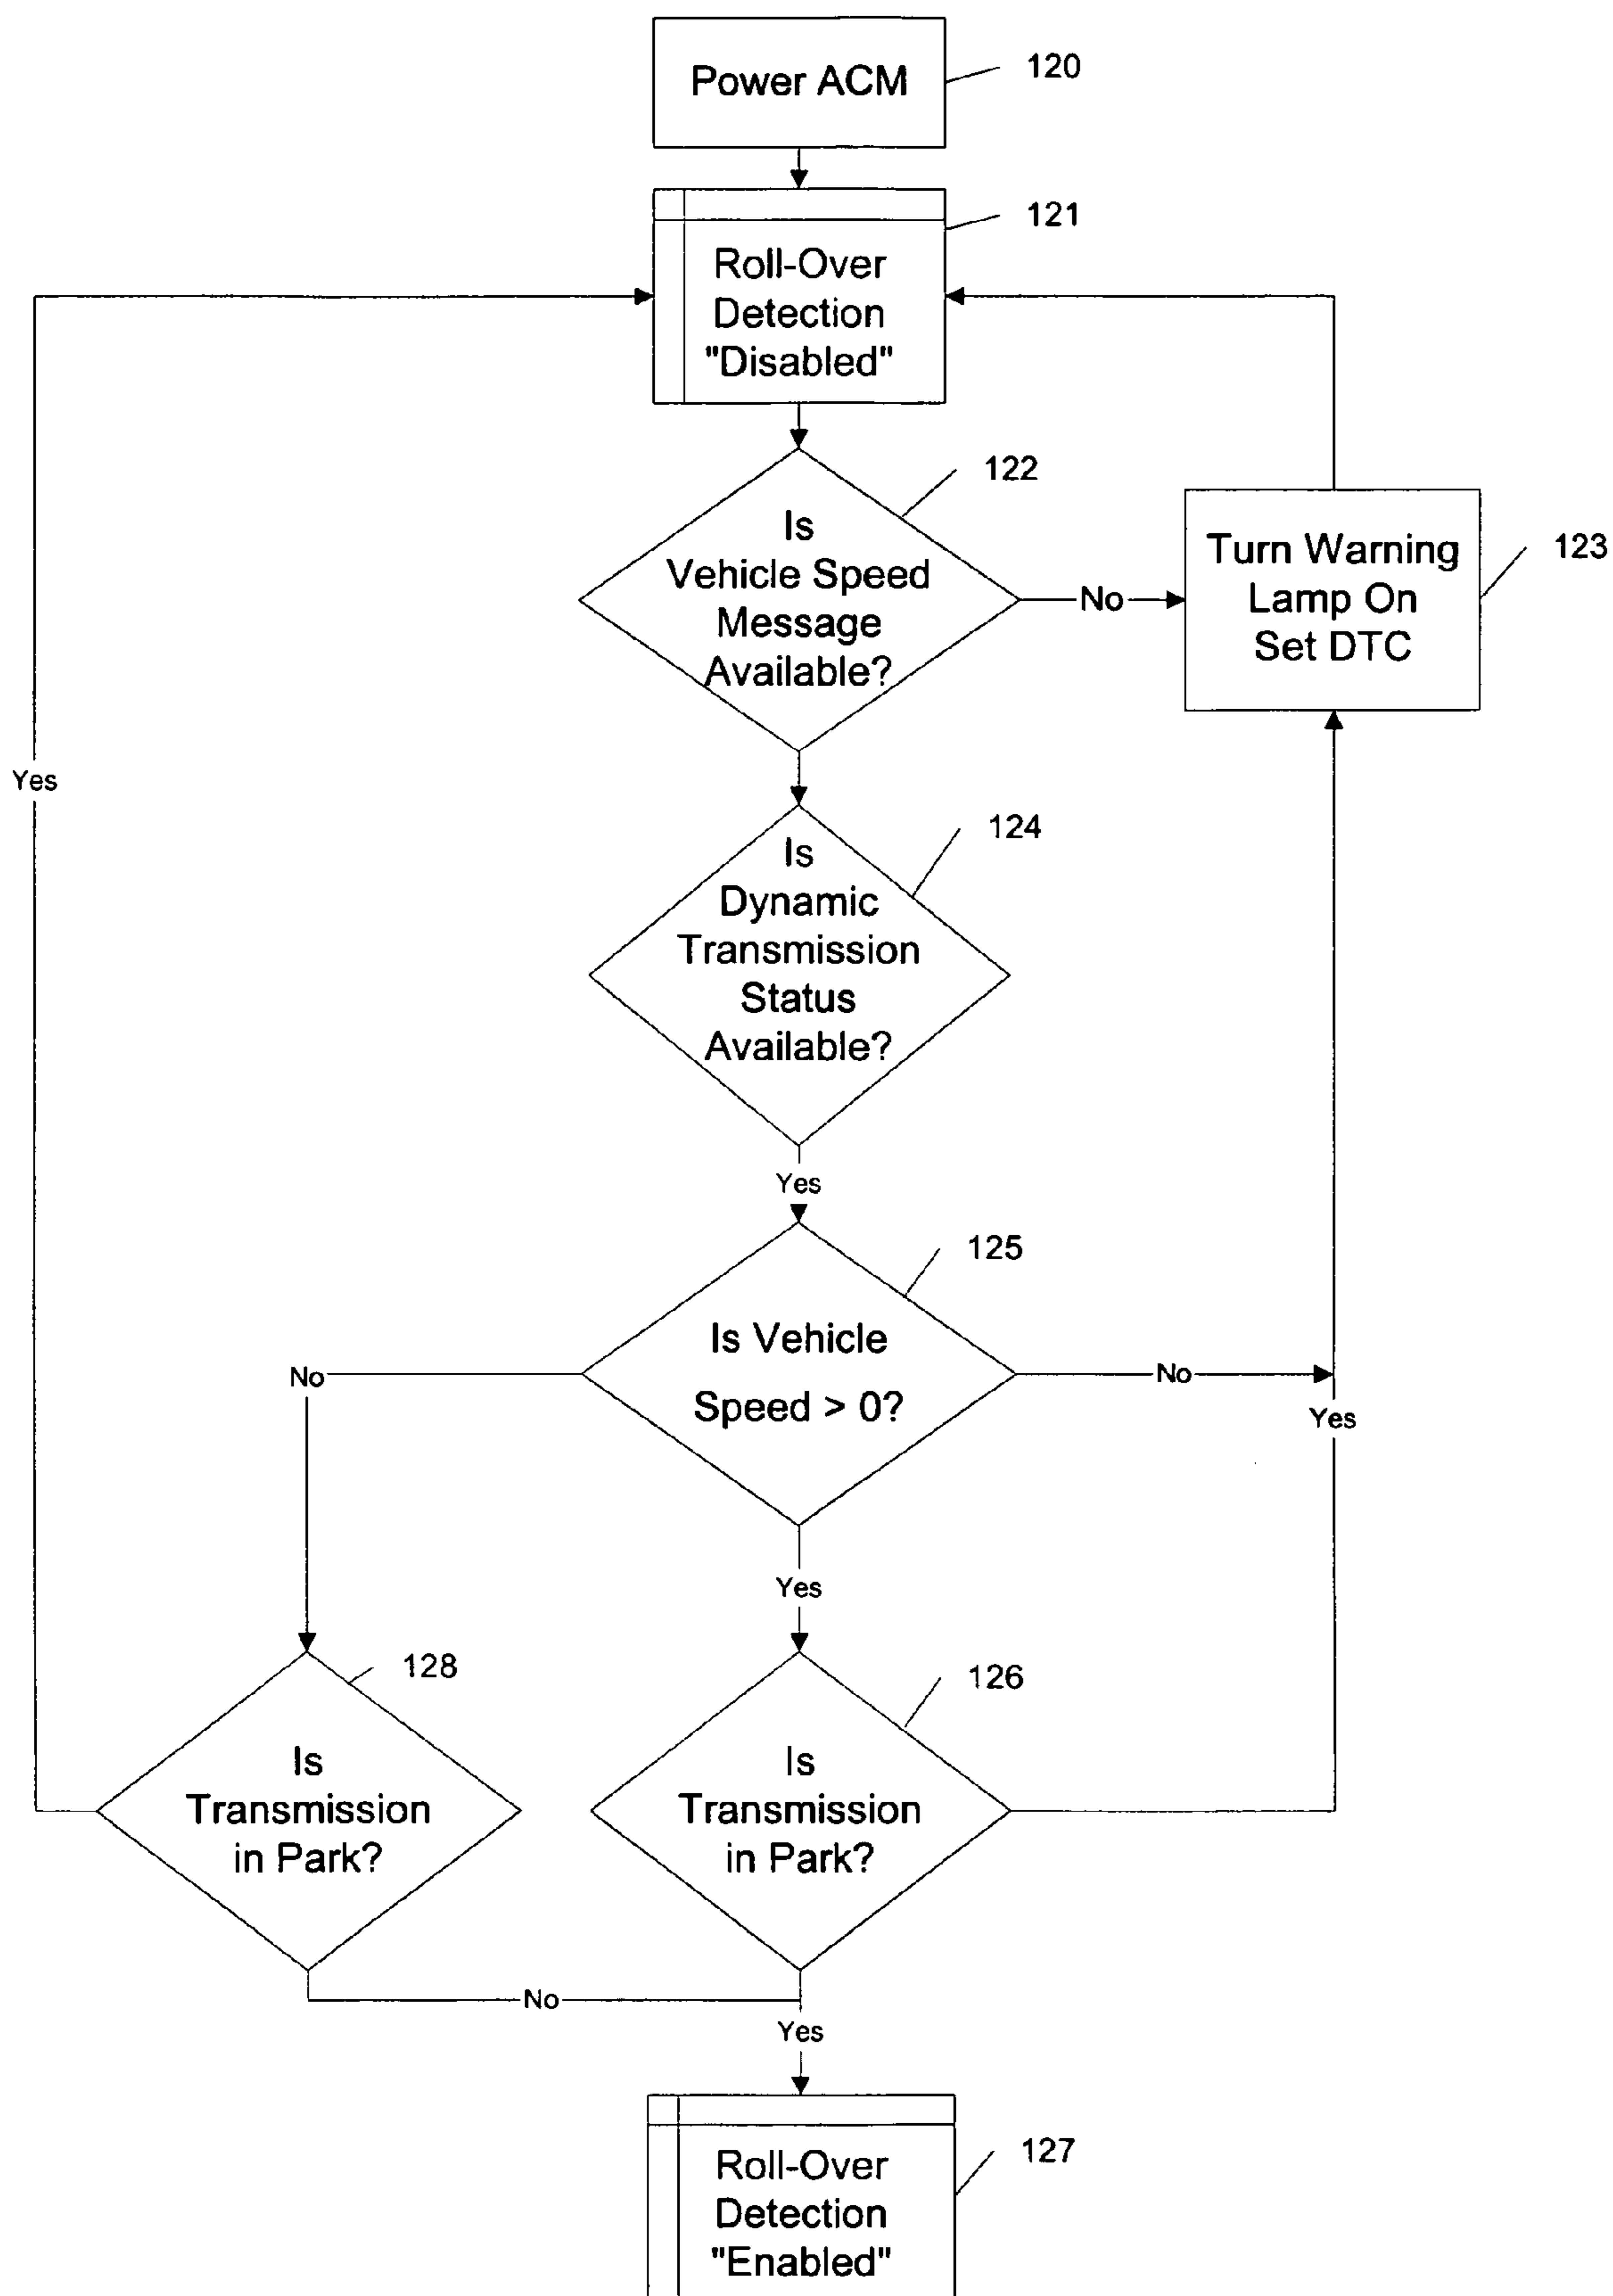 Power ACM
120
121
Roll-Over
Detection
"Disabled"
122
Is
Vehicle Speed
Message
Available?
No
Turn Warning
Lamp On
Set DTC
123
Yes
124
Is
Dynamic
Transmission
Status
Available?
Yes
125
Is Vehicle
Speed > 0?
No
No
Yes
Yes
128
126
Is
Transmission
in Park?
Is
Transmission
in Park?
No
Yes
127
Roll-Over
Detection
"Enabled"